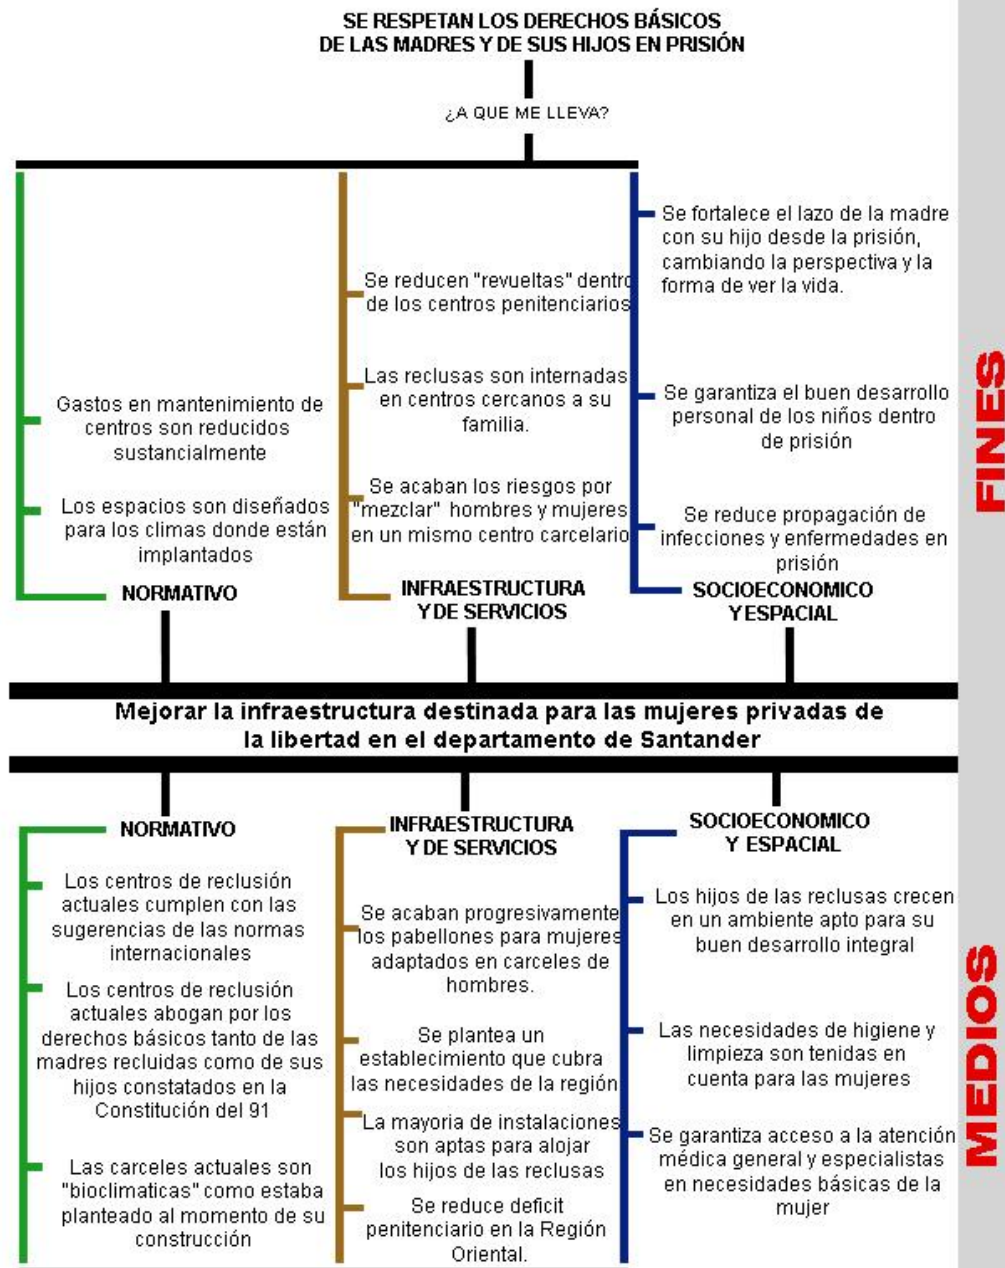 SE RESPETAN LOS DERECHOS BÁSICOS
DE LAS MADRES Y DE SUS HIJOS EN PRISIÓN
¿A QUE ME LLEVA?
Gastos en mantenimiento de
centros son reducidos
sustancialmente
Los espacios son diseñados
para los climas donde están
implantados
NORMATIVO
Se reducen "revueltas" dentro
de los centros penitenciarios
Las reclusas son internadas
en centros cercanos a su
familia.
Se acaban los riesgos por
"mezclar" hombres y mujeres
en un mismo centro carcelario
INFRAESTRUCTURA
Y DE SERVICIOS
Se fortalece el lazo de la madre
con su hijo desde la prisión,
cambiando la perspectiva y la
forma de ver la vida.
Se garantiza el buen desarrollo
personal de los niños dentro
de prisión
Se reduce propagación de
infecciones y enfermedades en
prisión
SOCIOECONOMICO
Y ESPACIAL
FINES
Mejorar la infraestructura destinada para las mujeres privadas de
la libertad en el departamento de Santander
NORMATIVO
Los centros de reclusión
actuales cumplen con las
sugerencias de las normas
internacionales
Los centros de reclusión
actuales abogan por los
derechos básicos tanto de las
madres recluidas como de sus
hijos constatados en la
Constitución del 91
Las carceles actuales son
"bioclimaticas" como estaba
planteado al momento de su
construcción
INFRAESTRUCTURA
Y DE SERVICIOS
Se acaban progresivamente
los pabellones para mujeres
adaptados en carceles de
hombres.
Se plantea un
establecimiento que cubra
las necesidades de la región
La mayoria de instalaciones
son aptas para alojar
los hijos de las reclusas
Se reduce deficit
penitenciario en la Región
Oriental.
SOCIOECONOMICO
Y ESPACIAL
Los hijos de las reclusas crecen
en un ambiente apto para su
buen desarrollo integral
Las necesidades de higiene y
limpieza son tenidas en
cuenta para las mujeres
Se garantiza acceso a la atención
médica general y especialistas
en necesidades básicas de la
mujer
MEDIOS